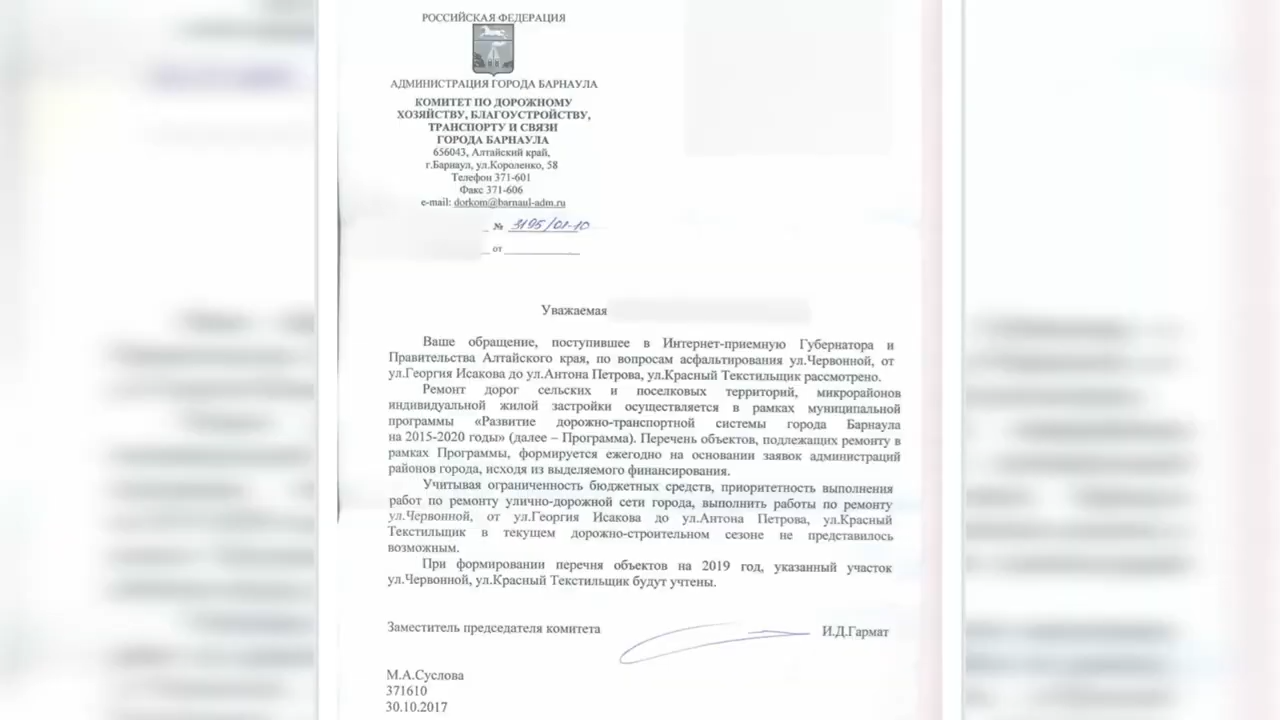 РОССИЙСКАЯ ФЕДЕРАЦИЯ
АДМИНИСТРАЦИЯ ГОРОДА БАРНАУЛА
КОМИТЕТ ПО ДОРОЖНОМУ
ХОЗЯЙСТВУ, БЛАГОУСТРОЙСТВУ,
ТРАНСПОРТУ И СВЯЗИ
ГОРОДА БАРНАУЛА
656043, Алтайский край,
г.Барнаул, ул.Короленко, 58
Телефон 371-601
Факс 371-606
e-mail: dorkom@barnaul-adm.ru
№ 3195/01-10
от
Уважаемая
Ваше обращение, поступившее в Интернет-приемную Губернатора и
Правительства Алтайского края, по вопросам асфальтирования ул.Червонной, от
ул.Георгия Исакова до ул.Антона Петрова, ул.Красный Текстильщик рассмотрено.
Ремонт дорог сельских и поселковых территорий, микрорайонов
индивидуальной жилой застройки осуществляется в рамках муниципальной
программы «Развитие дорожно-транспортной системы города Барнаула
на 2015-2020 годы» (далее – Программа). Перечень объектов, подлежащих ремонту в
рамках Программы, формируется ежегодно на основании заявок администраций
районов города, исходя из выделяемого финансирования.
Учитывая ограниченность бюджетных средств, приоритетность выполнения
работ по ремонту улично-дорожной сети города, выполнить работы по ремонту
ул.Червонной, от ул.Георгия Исакова до ул.Антона Петрова, ул.Красный
Текстильщик в текущем дорожно-строительном сезоне не представилось
возможным.
При формировании перечня объектов на 2019 год, указанный участок
ул.Червонной, ул.Красный Текстильщик будут учтены.
Заместитель председателя комитета И.Д.Гармат
М.А.Суслова
371610
30.10.2017